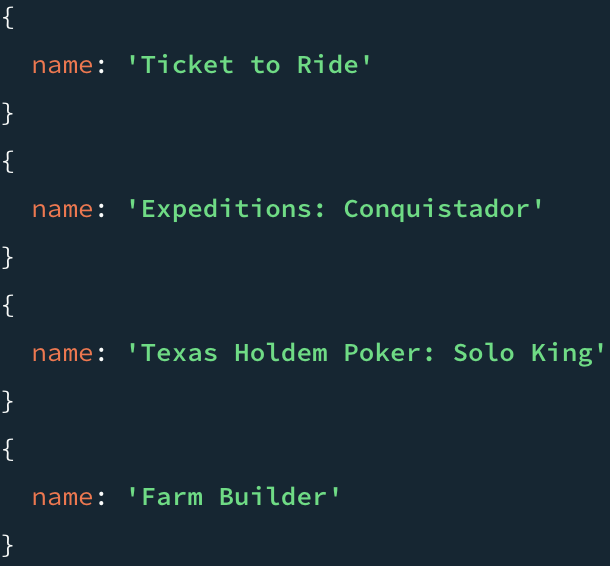 {
  name: 'Ticket to Ride'
}
{
  name: 'Expeditions: Conquistador'
}
{
  name: 'Texas Holdem Poker: Solo King'
}
{
  name: 'Farm Builder'
}